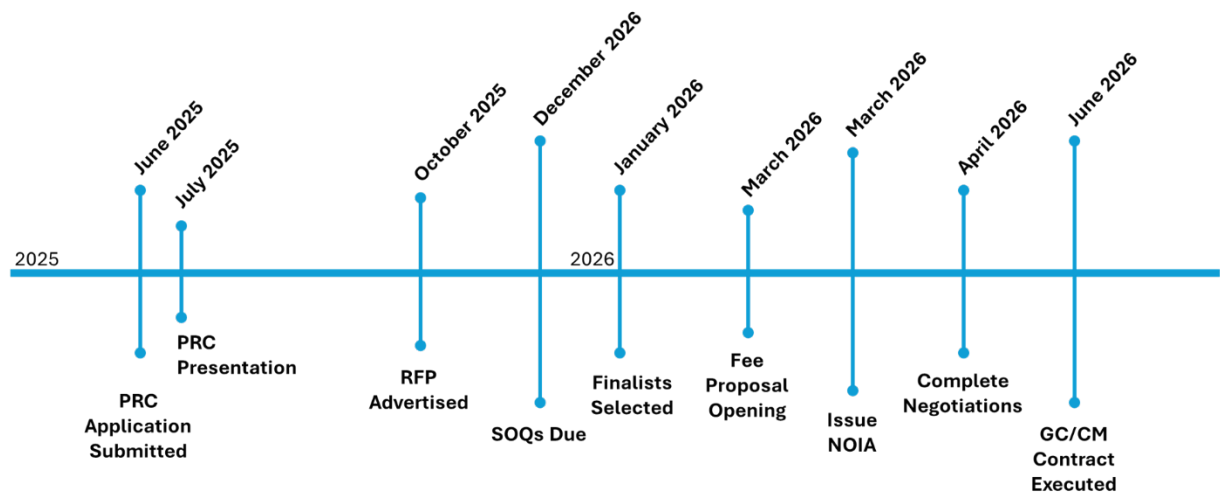 June 2025
July 2025
October 2025
December 2026
January 2026
March 2026
March 2026
April 2026
June 2026
2025
2026
PRC
Application
Submitted
PRC
Presentation
RFP
Advertised
SOQs Due
Finalists
Selected
Fee
Proposal
Opening
Issue
NOIA
Complete
Negotiations
GC/CM
Contract
Executed